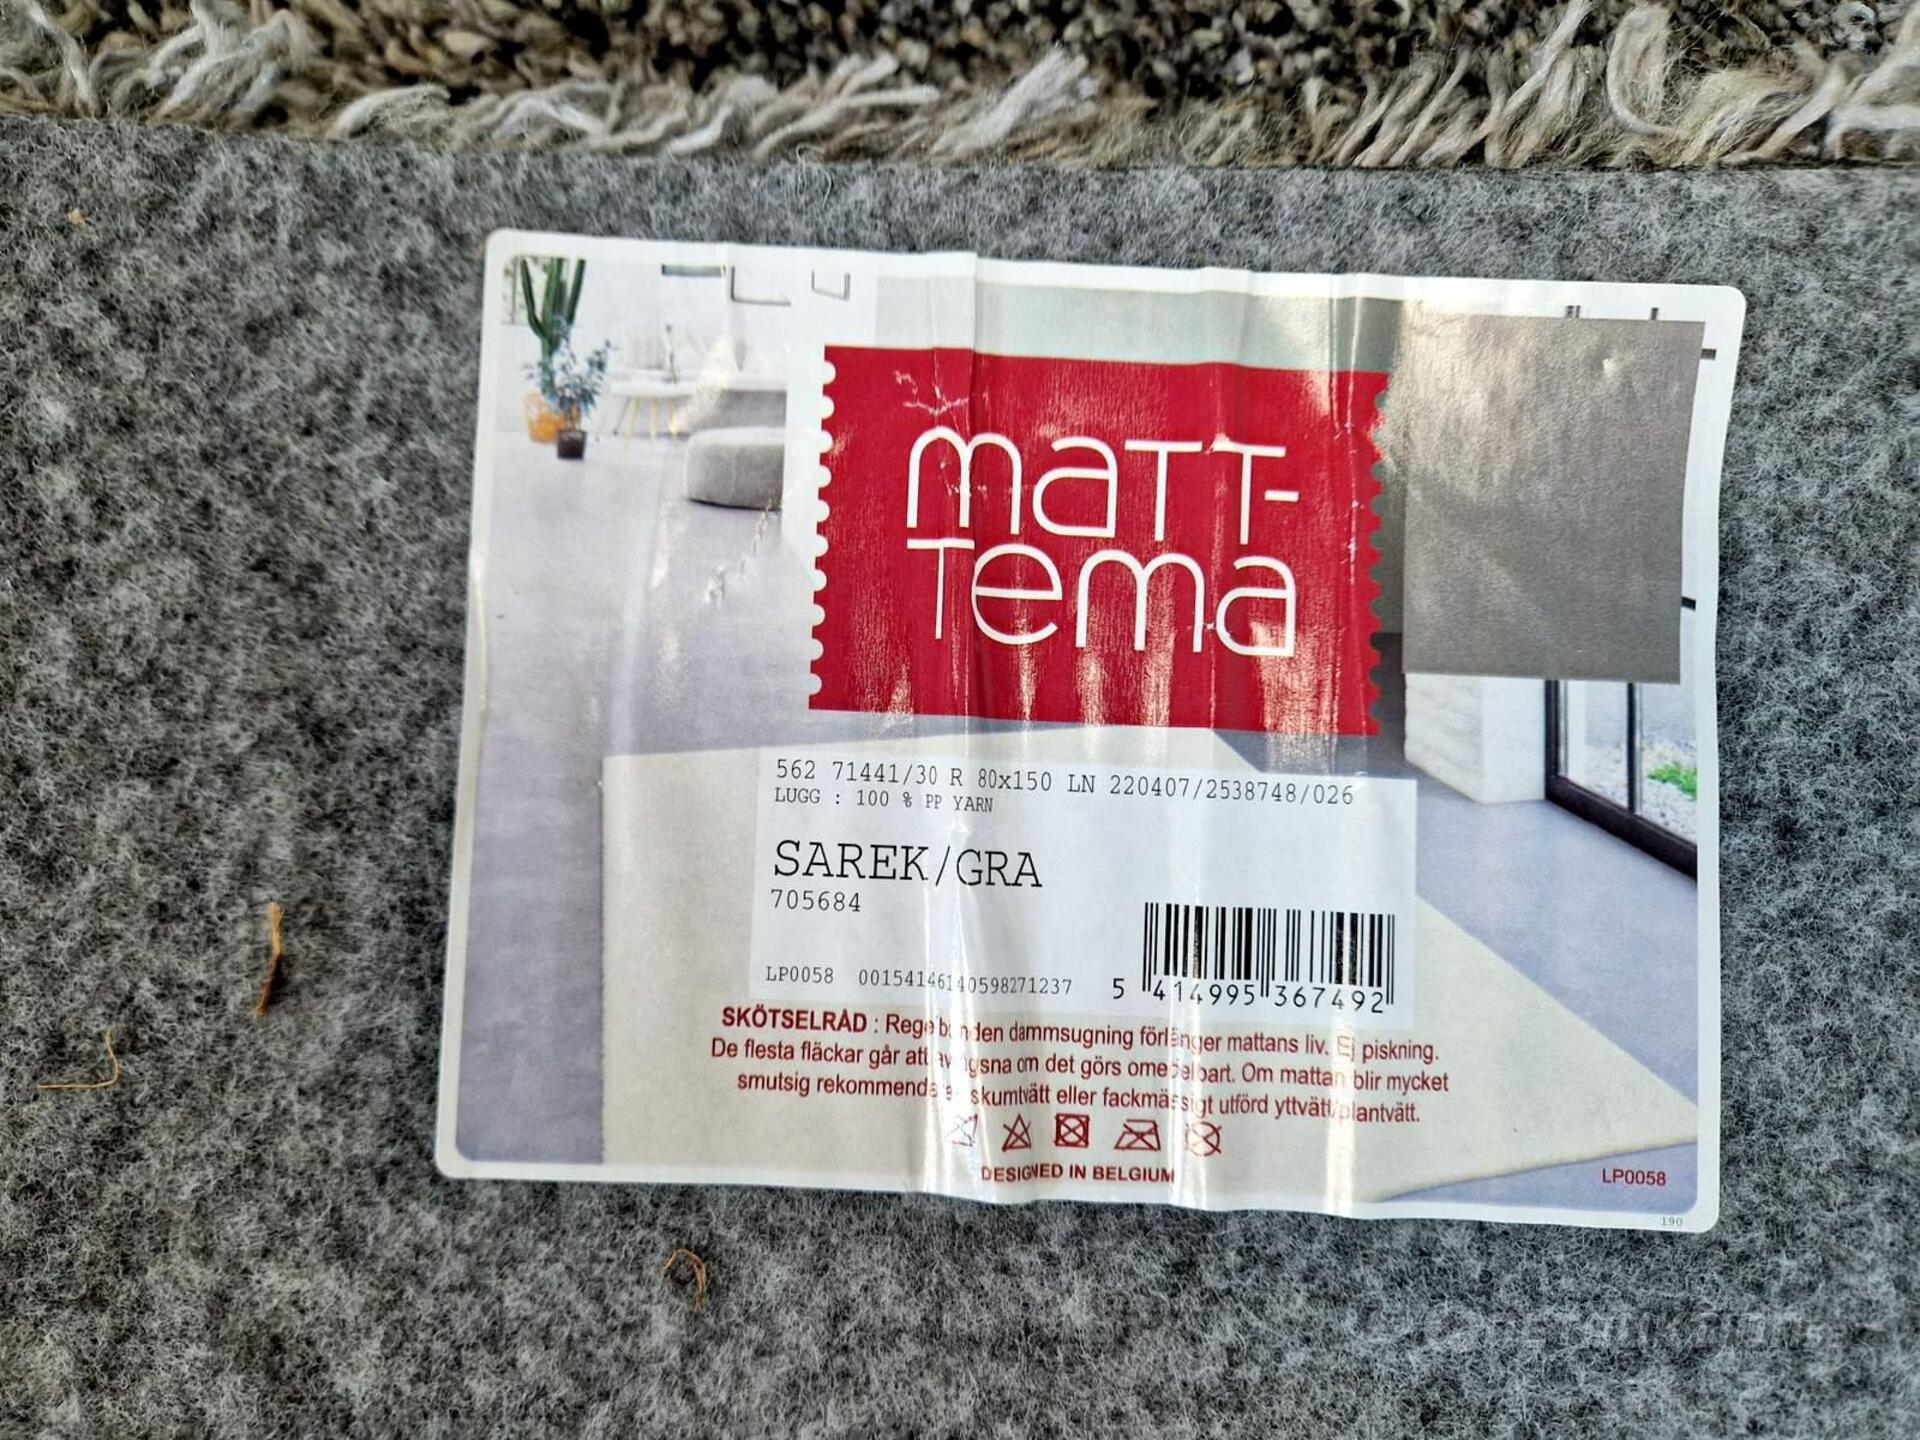 maTT-
Tema
562 71441/30 R 80x150 LN 220407/2538748/026
LUGG : 100 % PP YARN
SAREK/GRA
705684
LP0058 00154146140598271237
5 414995 367492
SKÖTSELRÅD : Regelbunden dammsugning förlänger mattans liv. Ej piskning.
De flesta fläckar går att avlägsna om det görs omedelbart. Om mattan blir mycket
smutsig rekommenderas skumtvätt eller fackmässigt utförd yttvätt/plantvätt.
DESIGNED IN BELGIUM
LP0058
190